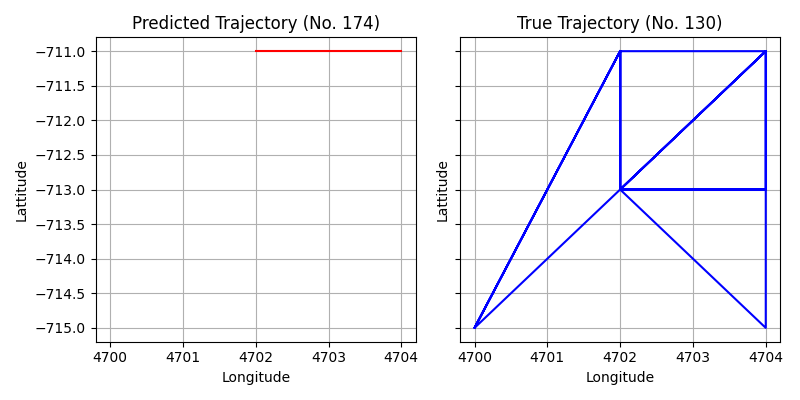 Predicted Trajectory (No. 174)
True Trajectory (No. 130)
−711.0
−711.5
−712.0
−712.5
−713.0
−713.5
−714.0
−714.5
−715.0
Lattitude
Lattitude
4700 4701 4702 4703 4704
4700 4701 4702 4703 4704
Longitude
Longitude